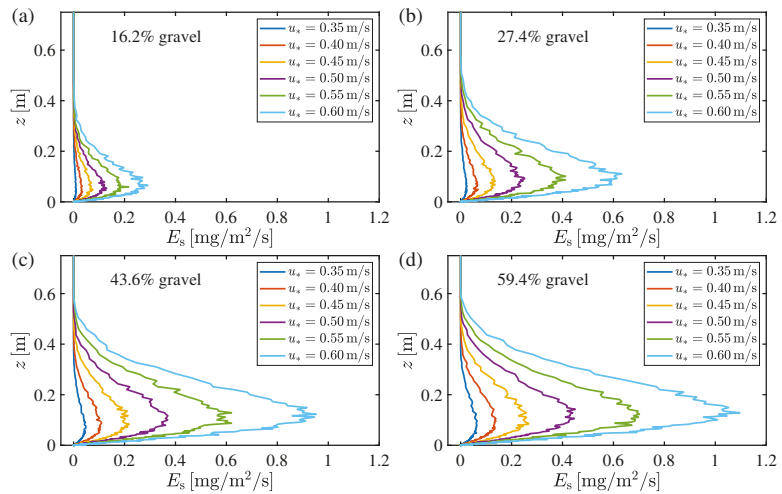 (a)
16.2% gravel
u* = 0.35 m/s
u* = 0.40 m/s
u* = 0.45 m/s
u* = 0.50 m/s
u* = 0.55 m/s
u* = 0.60 m/s
z [m]
0.6
0.4
0.2
0
0 0.2 0.4 0.6 0.8 1 1.2
Es [mg/m²/s]
(b)
27.4% gravel
u* = 0.35 m/s
u* = 0.40 m/s
u* = 0.45 m/s
u* = 0.50 m/s
u* = 0.55 m/s
u* = 0.60 m/s
z [m]
0.6
0.4
0.2
0
0 0.2 0.4 0.6 0.8 1 1.2
Es [mg/m²/s]
(c)
43.6% gravel
u* = 0.35 m/s
u* = 0.40 m/s
u* = 0.45 m/s
u* = 0.50 m/s
u* = 0.55 m/s
u* = 0.60 m/s
z [m]
0.6
0.4
0.2
0
0 0.2 0.4 0.6 0.8 1 1.2
Es [mg/m²/s]
(d)
59.4% gravel
u* = 0.35 m/s
u* = 0.40 m/s
u* = 0.45 m/s
u* = 0.50 m/s
u* = 0.55 m/s
u* = 0.60 m/s
z [m]
0.6
0.4
0.2
0
0 0.2 0.4 0.6 0.8 1 1.2
Es [mg/m²/s]